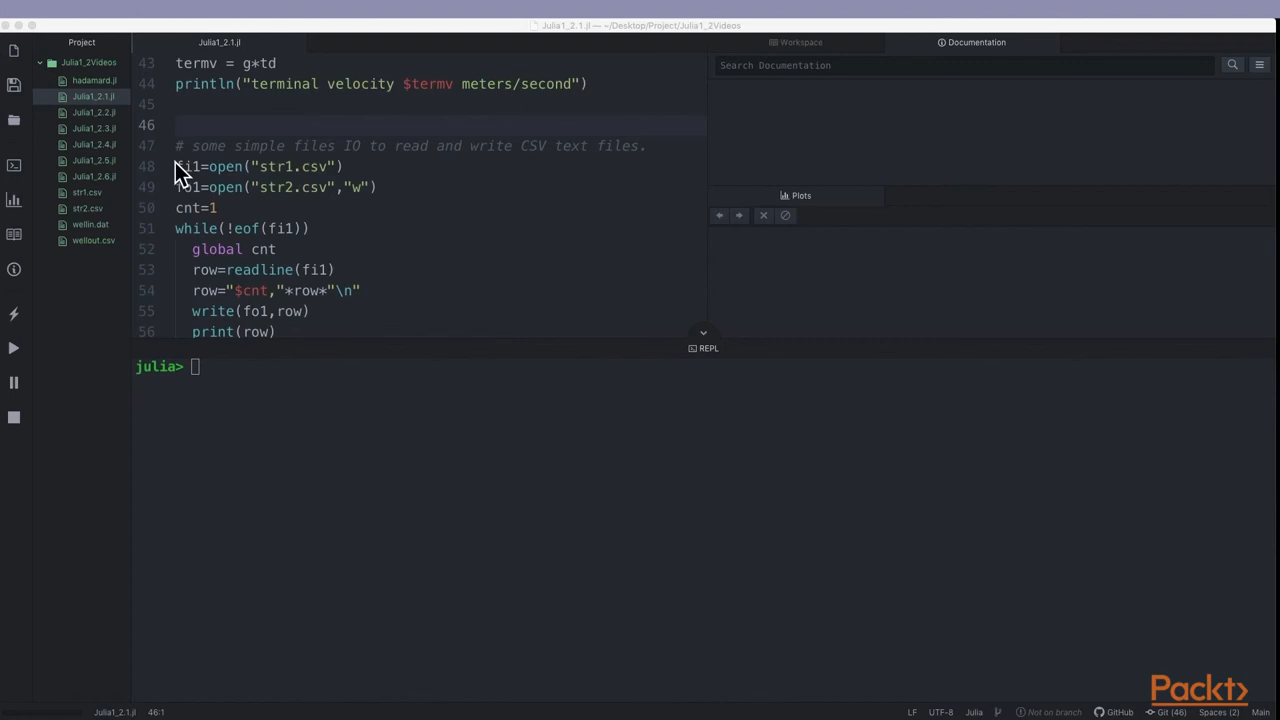 Julia1_2.1.jl — ~/Desktop/Project/Julia1_2Videos
Project
Julia1_2.1.jl
Workspace
Documentation
Julia1_2Videos
hadamard.jl
Julia1_2.1.jl
Julia1_2.2.jl
Julia1_2.3.jl
Julia1_2.4.jl
Julia1_2.5.jl
Julia1_2.6.jl
str1.csv
str2.csv
wellin.dat
wellout.csv
43 termv = g*td
44 println("terminal velocity $termv meters/second")
45
46
47 # some simple files IO to read and write CSV text files.
48 fi1=open("str1.csv")
49 fo1=open("str2.csv","w")
50 cnt=1
51 while(!eof(fi1))
52 global cnt
53 row=readline(fi1)
54 row="$cnt,"*row*"\n"
55 write(fo1,row)
56 print(row)
Search Documentation
Plots
REPL
julia>
Packt>
Julia1_2.1.jl 46:1
LF UTF-8 Julia Not on branch GitHub Git (46) Spaces (2) Main